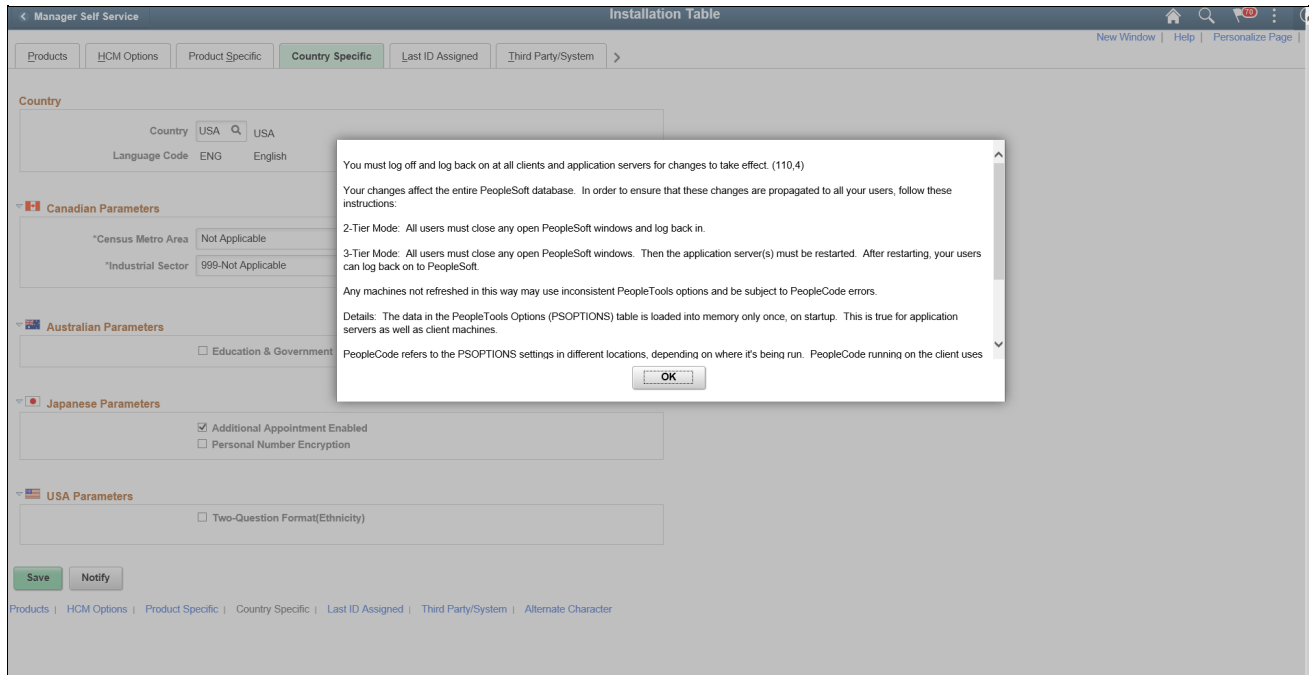 Manager Self Service
Installation Table
70
New Window | Help | Personalize Page |
Products
HCM Options
Product Specific
Country Specific
Last ID Assigned
Third Party/System
Country
Country USA USA
Language Code ENG English
Canadian Parameters
*Census Metro Area Not Applicable
*Industrial Sector 999-Not Applicable
Australian Parameters
Education & Government
Japanese Parameters
Additional Appointment Enabled
Personal Number Encryption
USA Parameters
Two-Question Format(Ethnicity)
Save
Notify
Products | HCM Options | Product Specific | Country Specific | Last ID Assigned | Third Party/System | Alternate Character
You must log off and log back on at all clients and application servers for changes to take effect. (110,4)
Your changes affect the entire PeopleSoft database. In order to ensure that these changes are propagated to all your users, follow these
instructions:
2-Tier Mode: All users must close any open PeopleSoft windows and log back in.
3-Tier Mode: All users must close any open PeopleSoft windows. Then the application server(s) must be restarted. After restarting, your users
can log back on to PeopleSoft.
Any machines not refreshed in this way may use inconsistent PeopleTools options and be subject to PeopleCode errors.
Details: The data in the PeopleTools Options (PSOPTIONS) table is loaded into memory only once, on startup. This is true for application
servers as well as client machines.
PeopleCode refers to the PSOPTIONS settings in different locations, depending on where it's being run. PeopleCode running on the client uses
OK